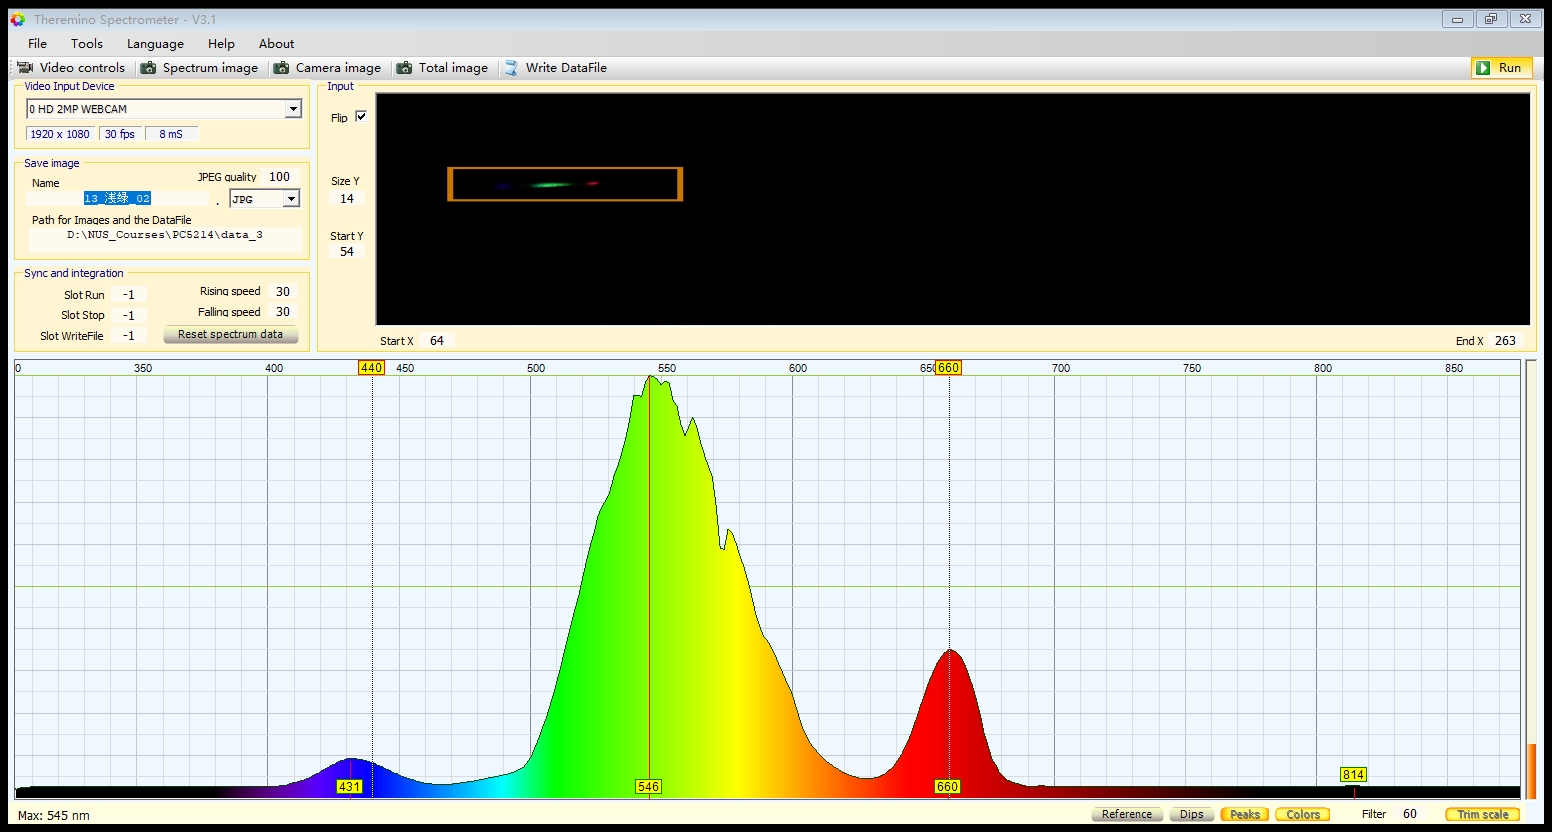 Theremino Spectrometer - V3.1
File Tools Language Help About
Video controls Spectrum image Camera image Total image Write DataFile Run
Video Input Device
0 HD 2MP WEBCAM
1920 x 1080 30 fps 8 mS
Save image
Name JPEG quality 100
13_浅绿_02 . JPG
Path for Images and the DataFile
D:\NUS_Courses\PC5214\data_3
Sync and integration
Slot Run -1 Rising speed 30
Slot Stop -1 Falling speed 30
Slot WriteFile -1 Reset spectrum data
Input
Flip
Size Y
14
Start Y
54
Start X 64 End X 263
0 350 400 440 450 500 550 600 650 660 700 750 800 850
814
431 546 660
Max: 545 nm Reference Dips Peaks Colors Filter 60 Trim scale